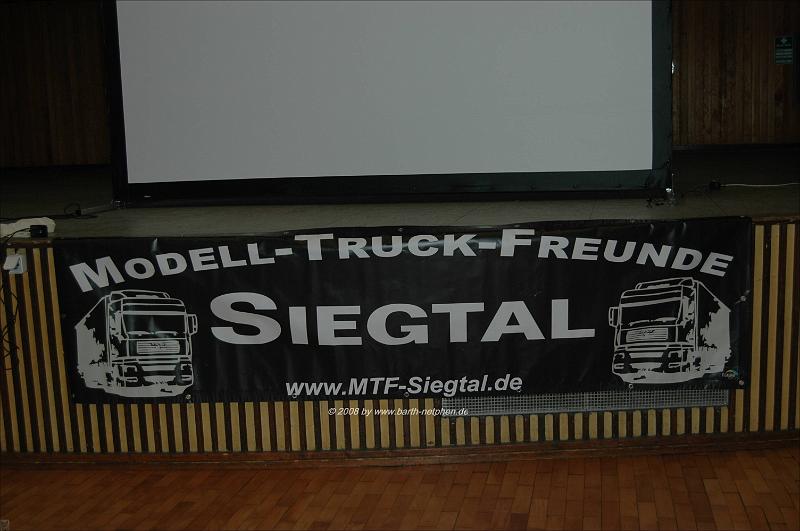 MODELL-TRUCK-FREUNDE
SIEGTAL
www.MTF-Siegtal.de
© 2008 by www.barth-netphen.de